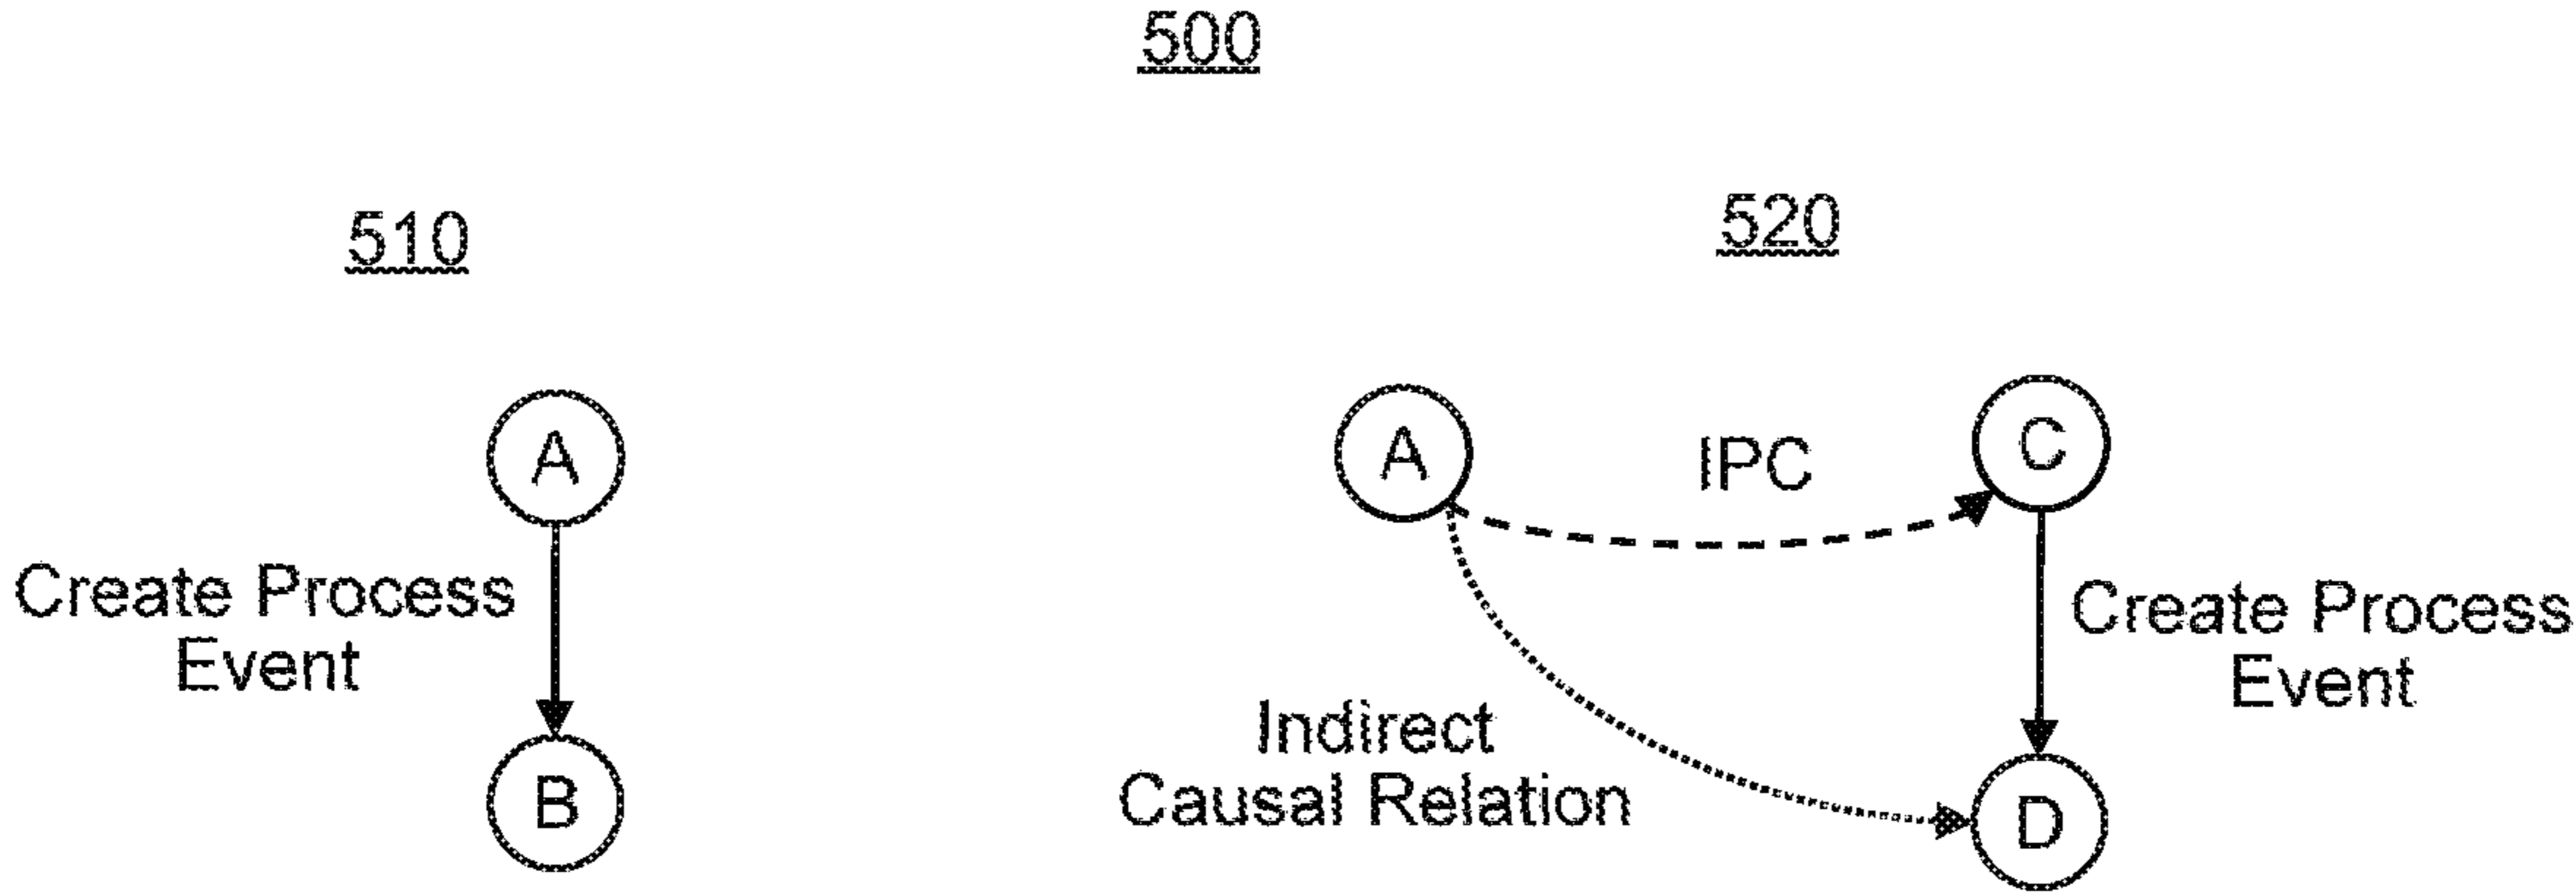 500
510
520
A
Create Process
Event
B
A
IPC
C
Create Process
Event
Indirect
Causal Relation
D